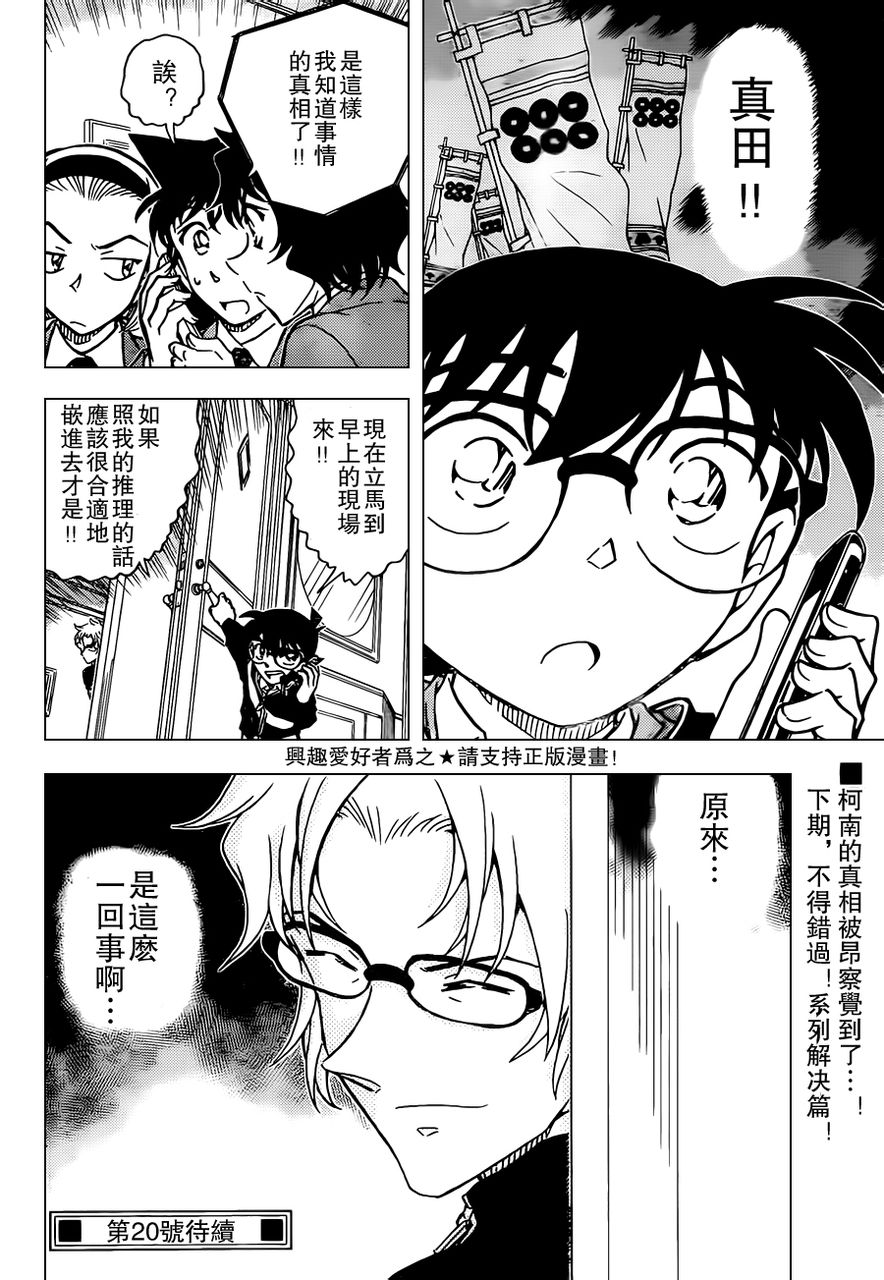 真田!!
是這樣
我知道事情
的真相了!!
誒?
現在立馬到
早上的現場
來!!
如果
照我的推理的話
應該很合適地
嵌進去才是!!
興趣愛好者爲之★請支持正版漫畫!
原來…
是這麽
一回事啊…
■柯南的真相被昂察覺到了…!
下期,不得錯過!系列解决篇!
■ 第20號待續 ■